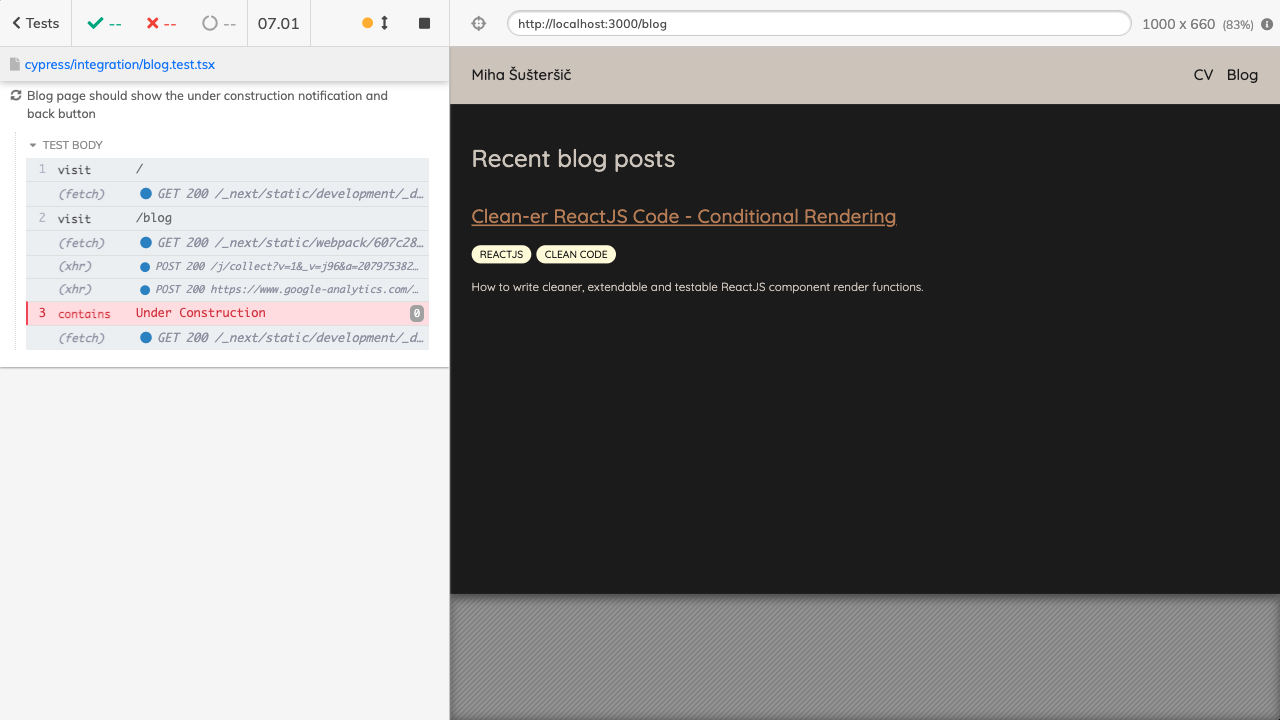 Tests
--
--
--
07.01
http://localhost:3000/blog
1000 x 660 (83%)
cypress/integration/blog.test.tsx
Blog page should show the under construction notification and
back button
TEST BODY
1 visit /
(fetch) GET 200 /_next/static/development/_d…
2 visit /blog
(fetch) GET 200 /_next/static/webpack/607c28…
(xhr) POST 200 /j/collect?v=1&_v=j96&a=207975382…
(xhr) POST 200 https://www.google-analytics.com/…
3 contains Under Construction 0
(fetch) GET 200 /_next/static/development/_d…
Miha Šušteršič
CV Blog
Recent blog posts
Clean-er ReactJS Code - Conditional Rendering
REACTJS CLEAN CODE
How to write cleaner, extendable and testable ReactJS component render functions.